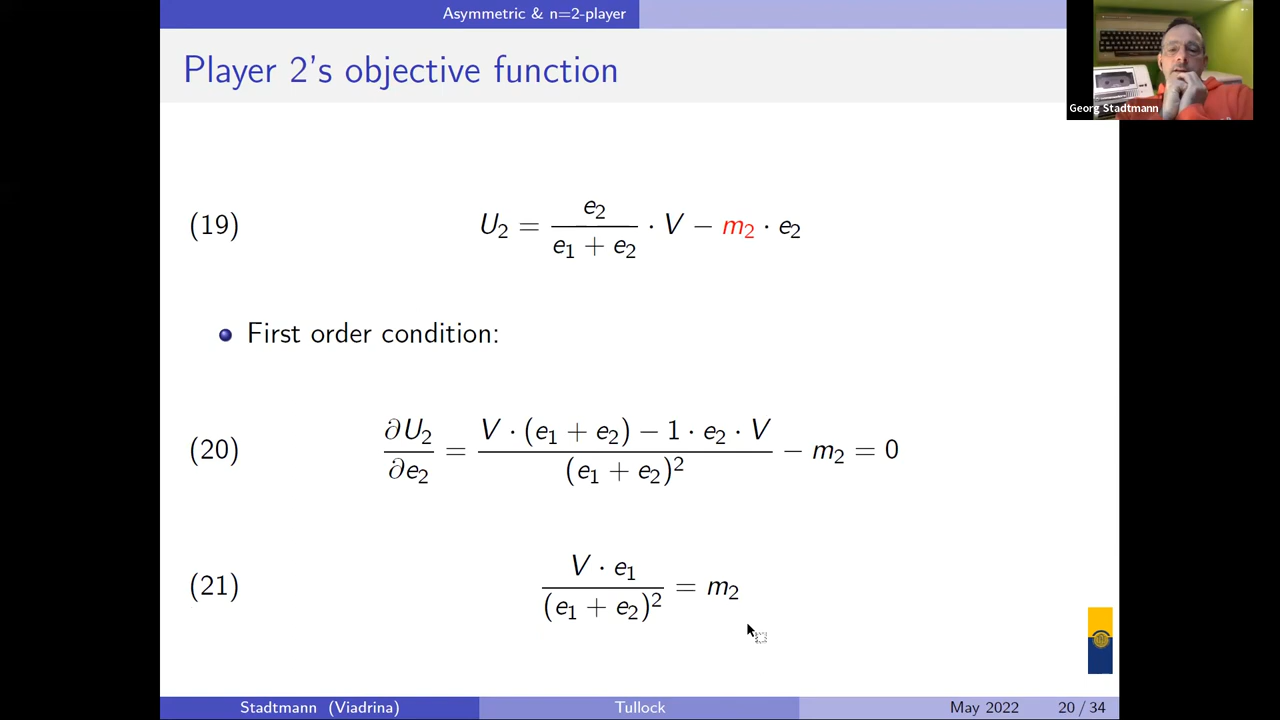 Asymmetric & n=2-player
Player 2's objective function
Georg Stadtmann
(19) U₂ = e₂ / (e₁ + e₂) · V − m₂ · e₂
First order condition:
(20) ∂U₂ / ∂e₂ = (V · (e₁ + e₂) − 1 · e₂ · V) / (e₁ + e₂)² − m₂ = 0
(21) V · e₁ / (e₁ + e₂)² = m₂
Stadtmann (Viadrina) Tullock May 2022 20 / 34